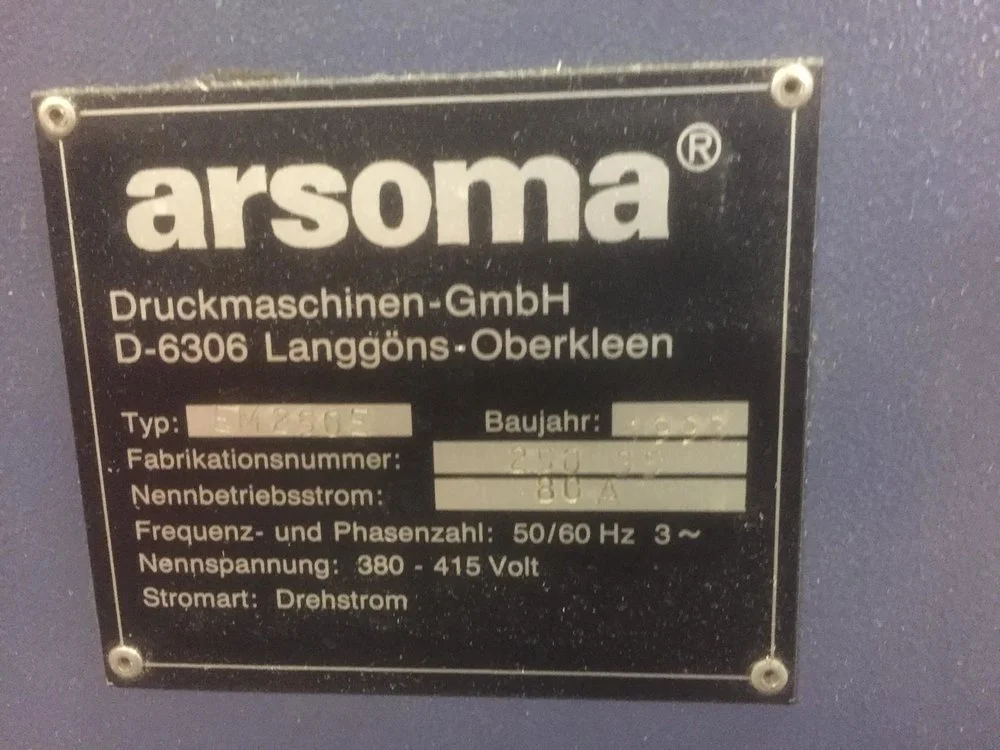 arsoma®
Druckmaschinen-GmbH
D-6306 Langgöns-Oberkleen
Typ: Baujahr: 1993
Fabrikationsnummer:
Nennbetriebsstrom: 80 A
Frequenz- und Phasenzahl: 50/60 Hz 3~
Nennspannung: 380 - 415 Volt
Stromart: Drehstrom